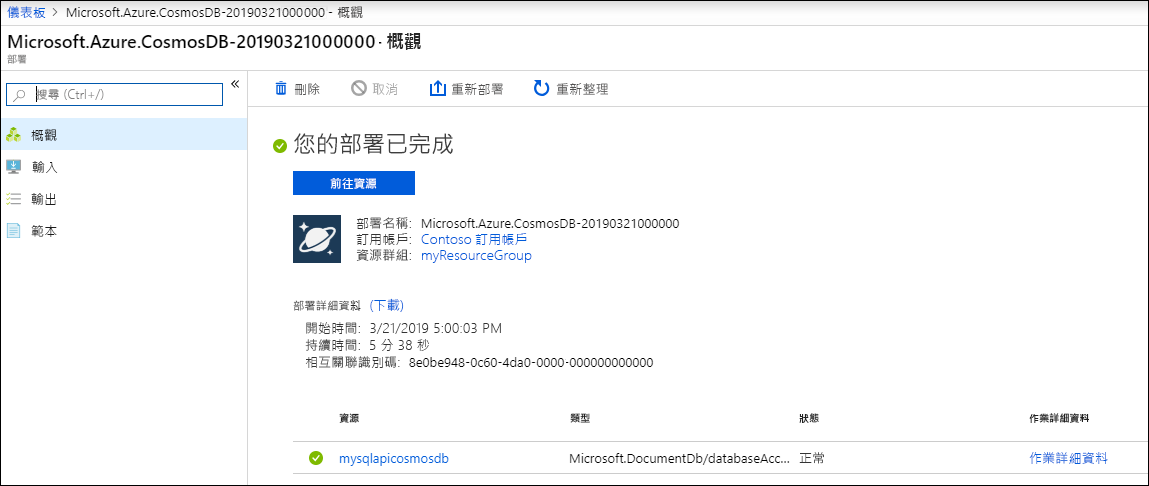 儀表板 > Microsoft.Azure.CosmosDB-20190321000000 - 概觀
Microsoft.Azure.CosmosDB-20190321000000 - 概觀
部署
搜尋 (Ctrl+/)
«
概觀
輸入
輸出
範本
刪除 取消 重新部署 重新整理
您的部署已完成
前往資源
部署名稱: Microsoft.Azure.CosmosDB-20190321000000
訂用帳戶: Contoso 訂用帳戶
資源群組: myResourceGroup
部署詳細資料 (下載)
開始時間: 3/21/2019 5:00:03 PM
持續時間: 5 分 38 秒
相互關聯識別碼: 8e0be948-0c60-4da0-0000-000000000000
資源 類型 狀態 作業詳細資料
mysqlapicosmosdb Microsoft.DocumentDb/databaseAcc... 正常 作業詳細資料